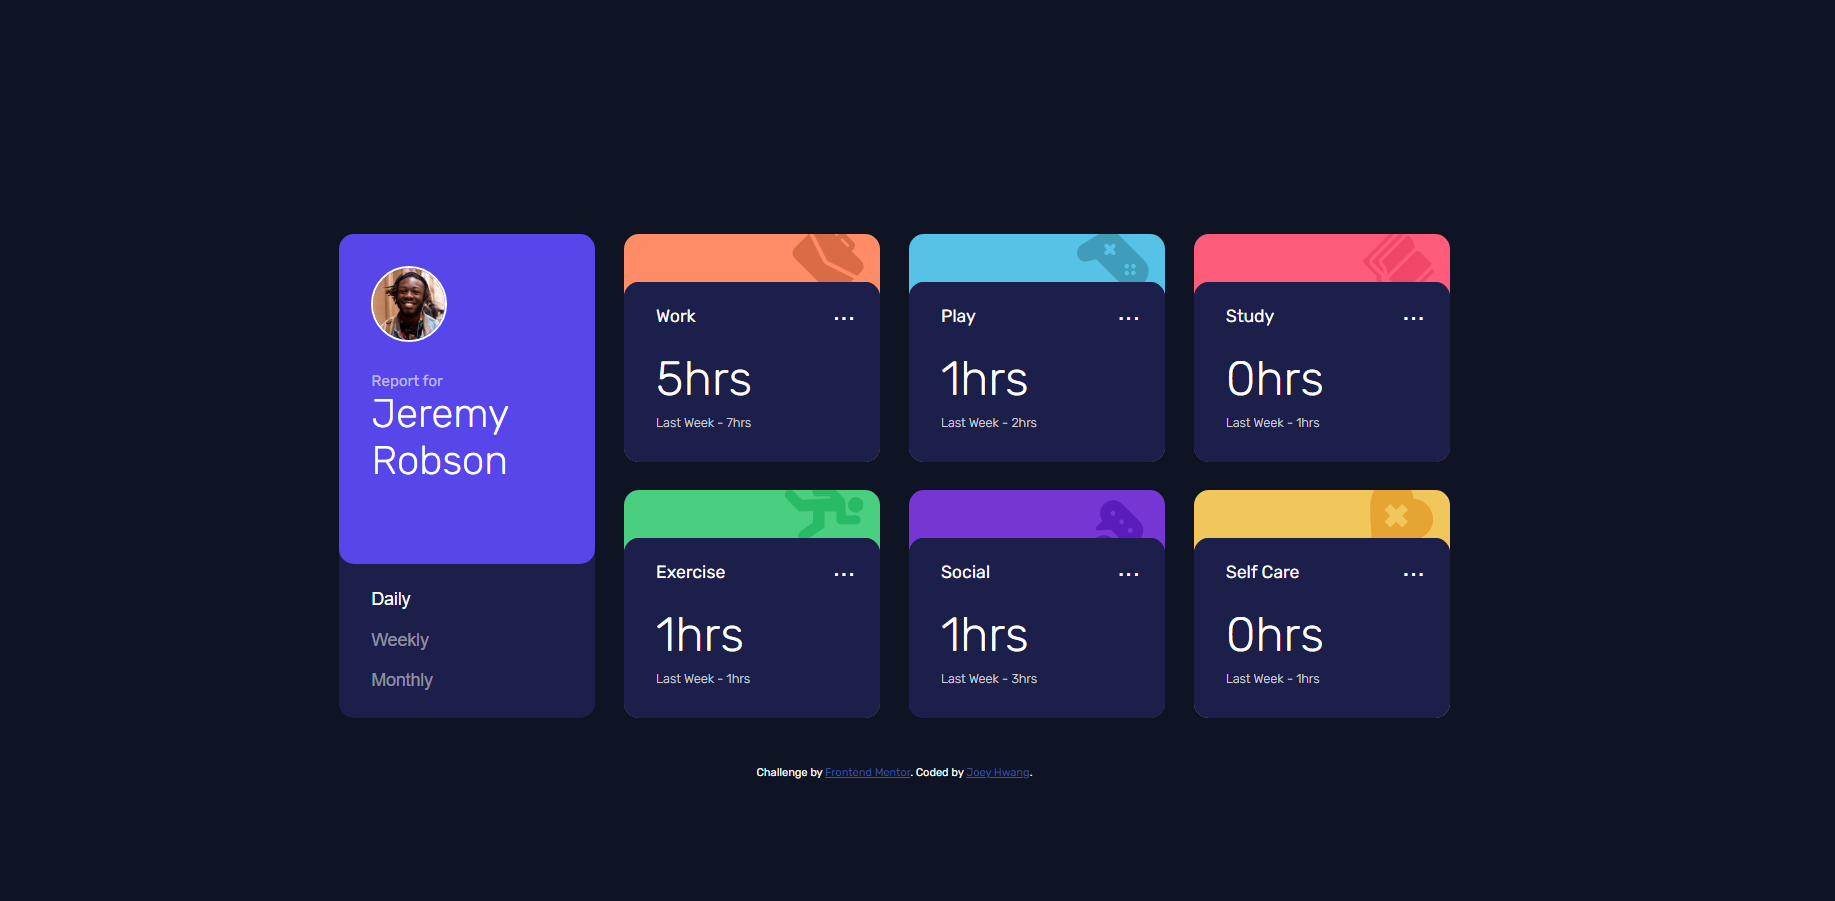 Report for
Jeremy
Robson
Daily
Weekly
Monthly
Work
...
5hrs
Last Week - 7hrs
Play
...
1hrs
Last Week - 2hrs
Study
...
0hrs
Last Week - 1hrs
Exercise
...
1hrs
Last Week - 1hrs
Social
...
1hrs
Last Week - 3hrs
Self Care
...
0hrs
Last Week - 1hrs
Challenge by Frontend Mentor. Coded by Joey Hwang.